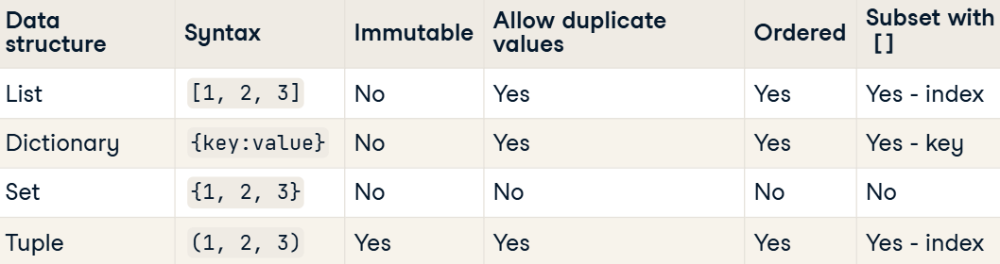 Data structure Syntax Immutable Allow duplicate values Ordered Subset with []
List [1, 2, 3] No Yes Yes Yes - index
Dictionary {key:value} No Yes Yes Yes - key
Set {1, 2, 3} No No No No
Tuple (1, 2, 3) Yes Yes Yes Yes - index